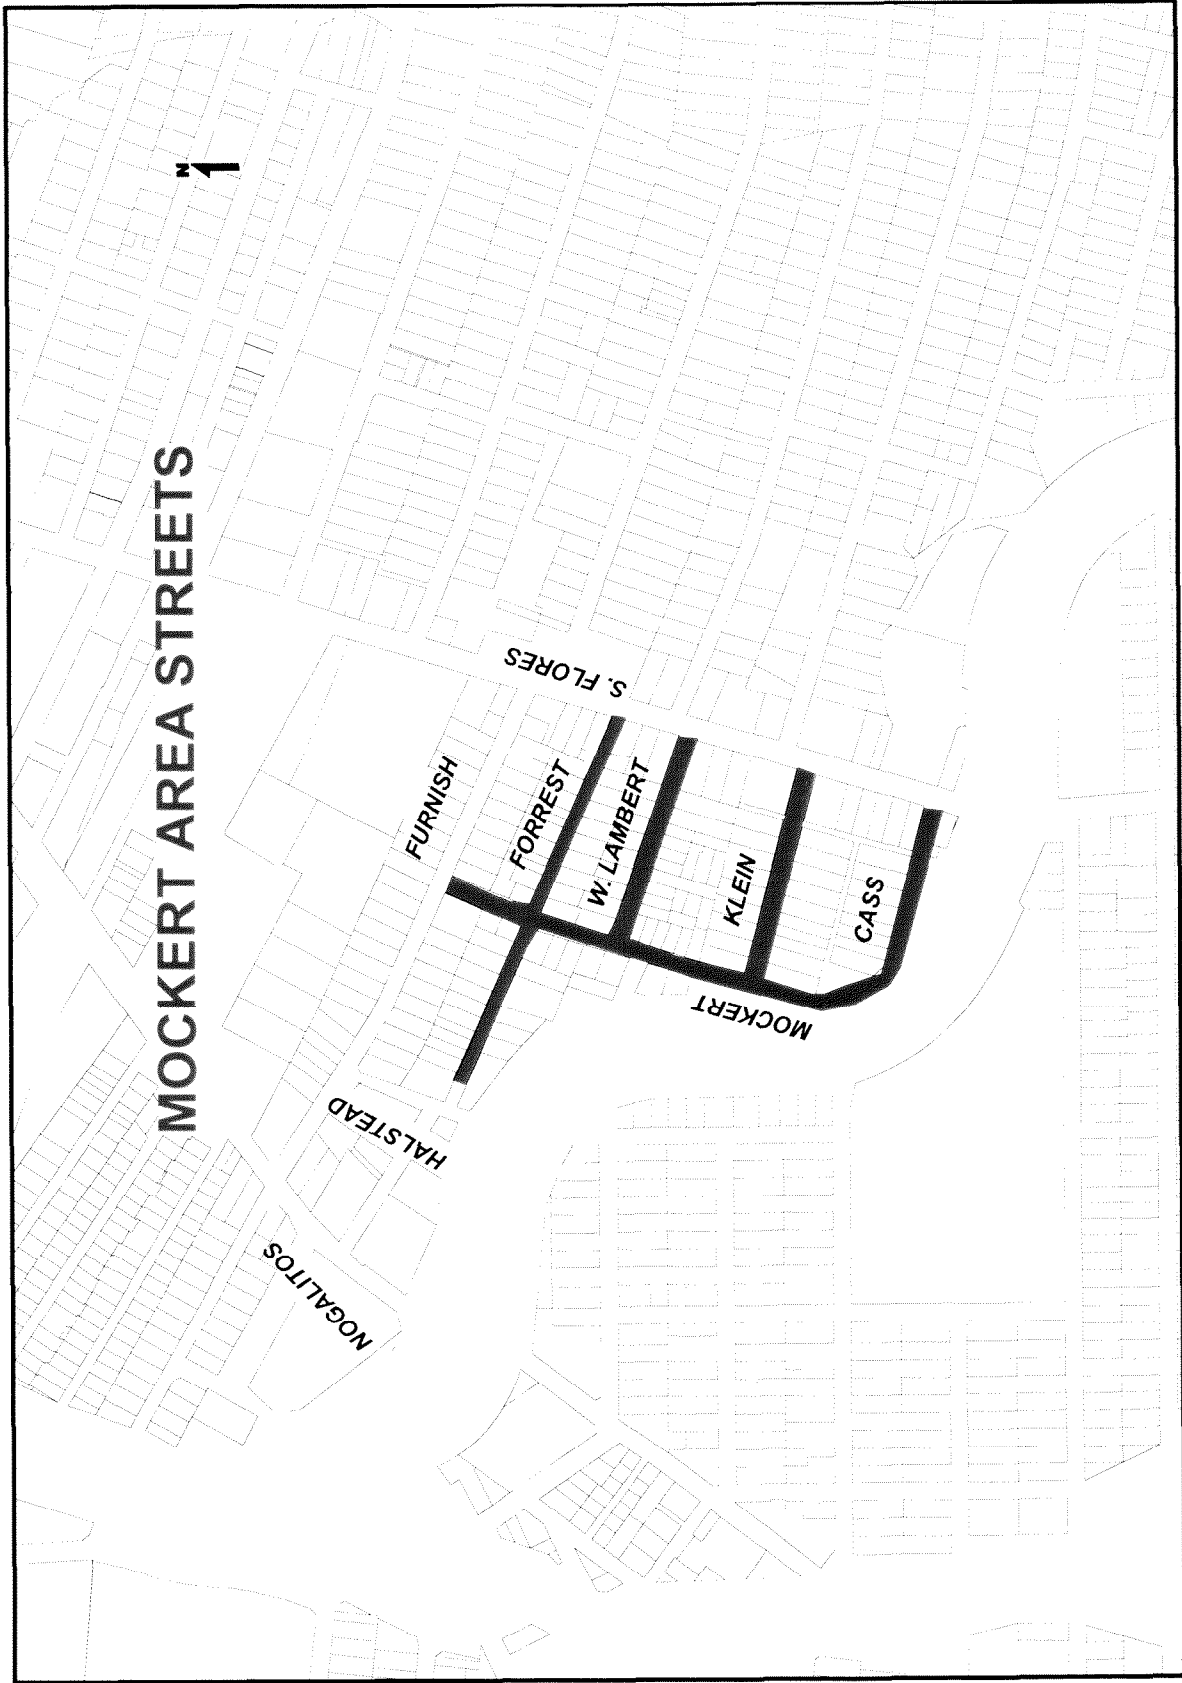 MOCKERT AREA STREETS
N
S. FLORES
FURNISH
FORREST
W. LAMBERT
KLEIN
CASS
MOCKERT
HALSTEAD
NOGALITOS